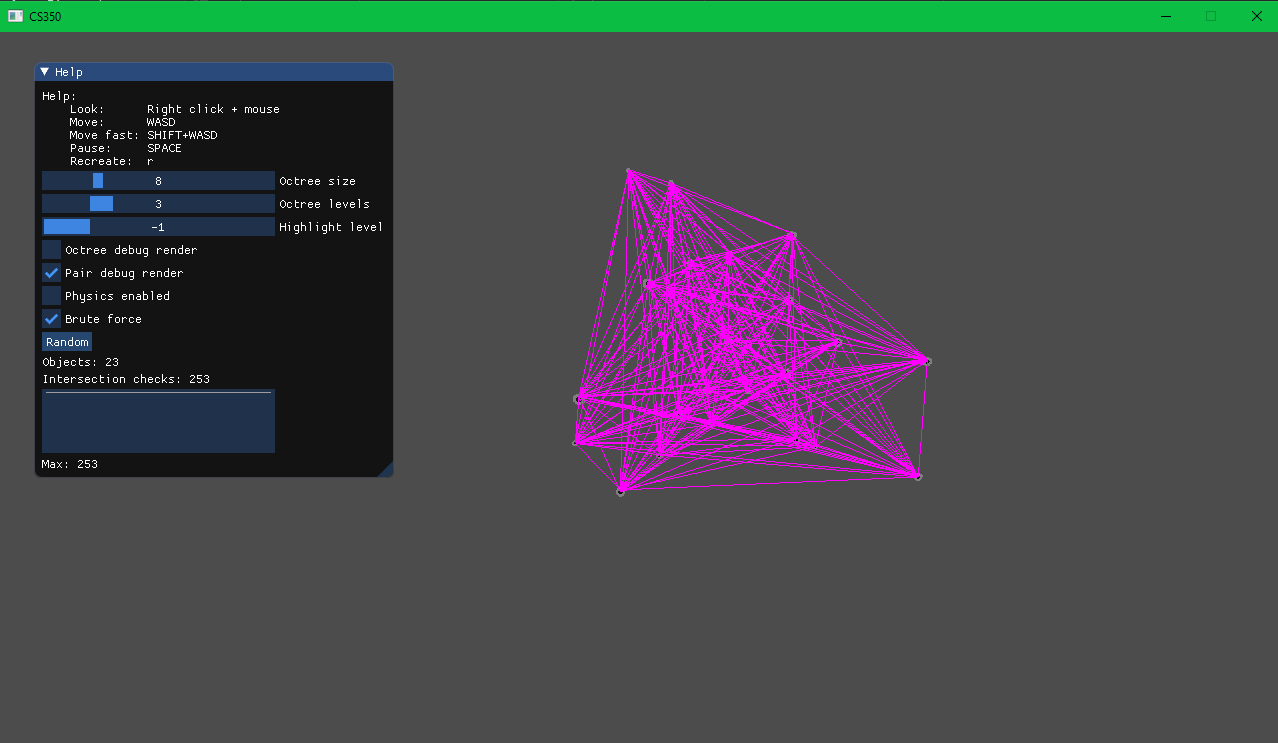 CS350
Help
Help:
Look: Right click + mouse
Move: WASD
Move fast: SHIFT+WASD
Pause: SPACE
Recreate: r
8 Octree size
3 Octree levels
-1 Highlight level
Octree debug render
Pair debug render
Physics enabled
Brute force
Random
Objects: 23
Intersection checks: 253
Max: 253